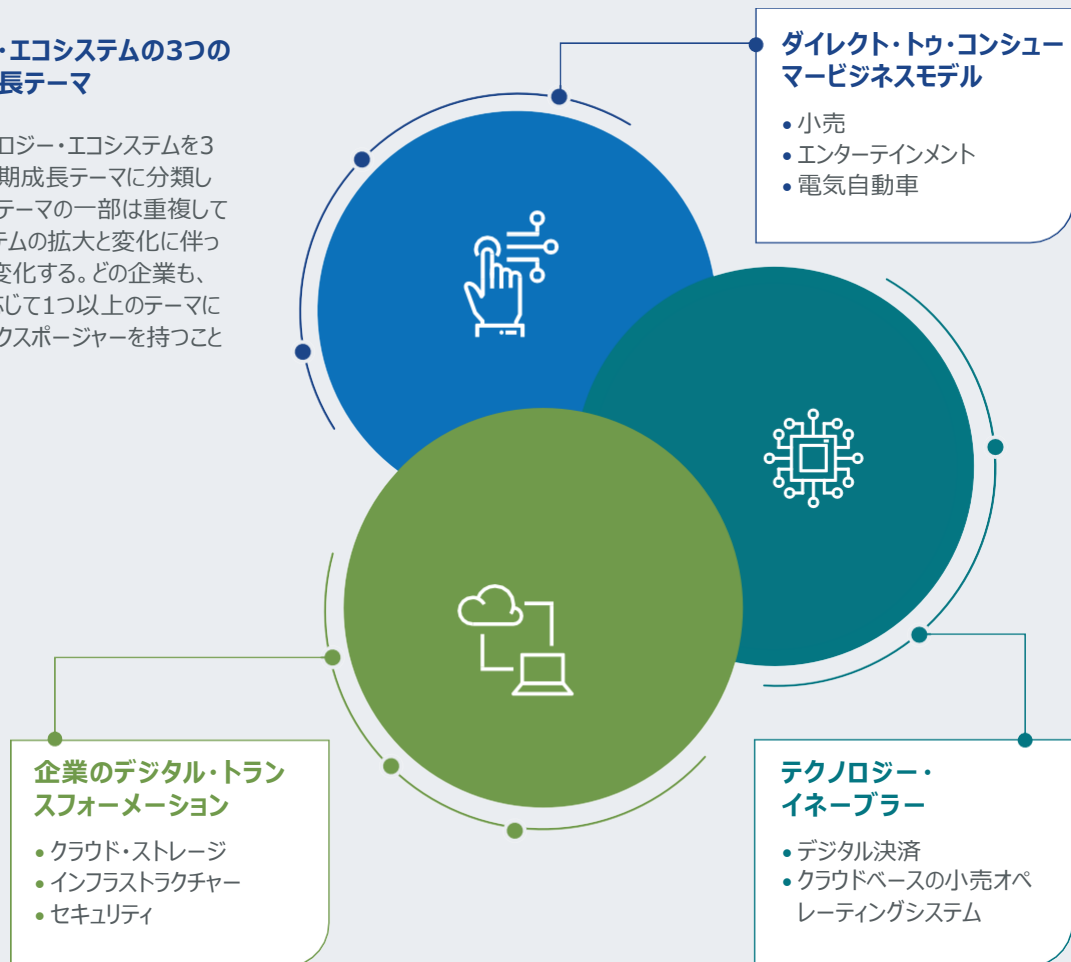 ・エコシステムの3つの
長テーマ
ロジー・エコシステムを3
期成長テーマに分類し
テーマの一部は重複して
テムの拡大と変化に伴っ
変化する。どの企業も、
じて1つ以上のテーマに
クスポージャーを持つこと
ダイレクト・トゥ・コンシュー
マービジネスモデル
• 小売
• エンターテインメント
• 電気自動車
企業のデジタル・トラン
スフォーメーション
• クラウド・ストレージ
• インフラストラクチャー
• セキュリティ
テクノロジー・
イネーブラー
• デジタル決済
• クラウドベースの小売オペ
レーティングシステム